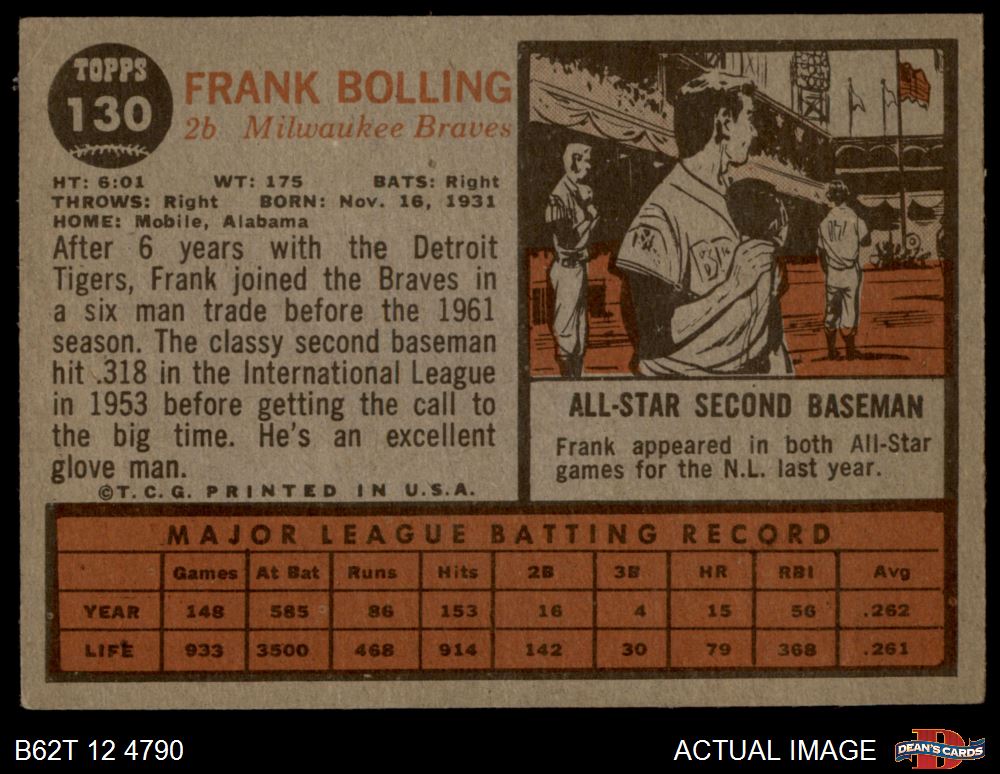 TOPPS
130
FRANK BOLLING
2b Milwaukee Braves
HT: 6:01 WT: 175 BATS: Right
THROWS: Right BORN: Nov. 16, 1931
HOME: Mobile, Alabama
After 6 years with the Detroit
Tigers, Frank joined the Braves in
a six man trade before the 1961
season. The classy second baseman
hit .318 in the International League
in 1953 before getting the call to
the big time. He's an excellent
glove man.
©T.C.G. PRINTED IN U.S.A.
ALL-STAR SECOND BASEMAN
Frank appeared in both All-Star
games for the N.L. last year.
MAJOR LEAGUE BATTING RECORD
Games At Bat Runs Hits 2B 3B HR RBI Avg
YEAR 148 585 86 153 16 4 15 56 .262
LIFE 933 3500 468 914 142 30 79 368 .261
B62T 12 4790
ACTUAL IMAGE
D
DEAN'S CARDS